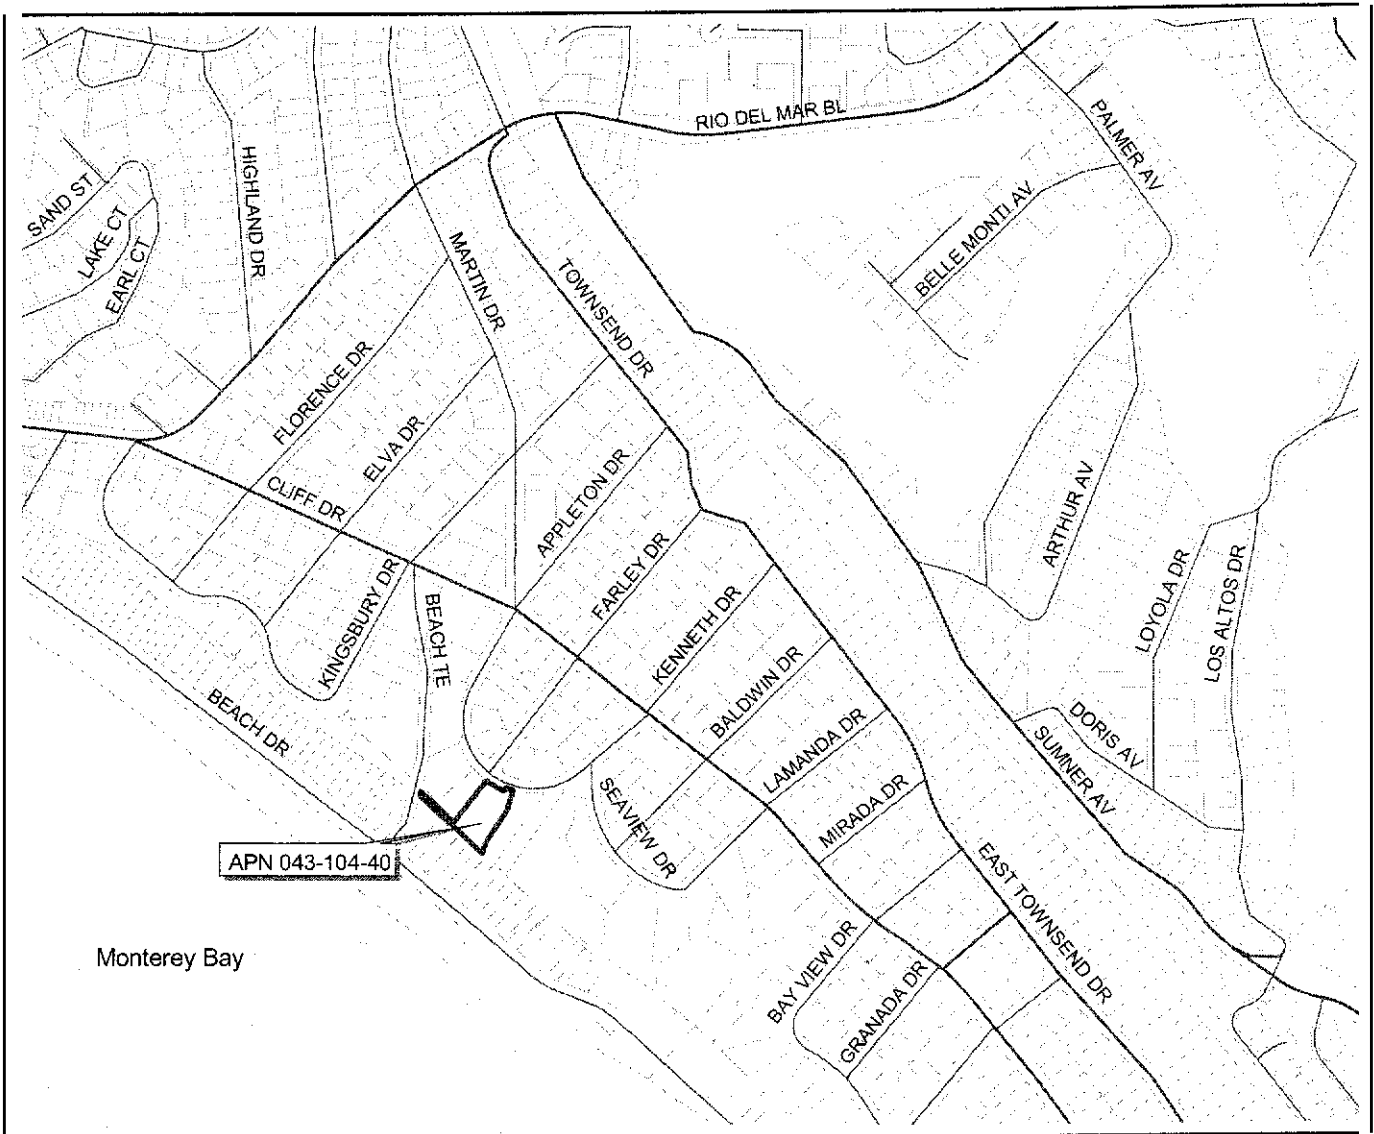 RIO DEL MAR BL
PALMER AV
HIGHLAND DR
SAND ST
LAKE CT
EARL CT
BELLE MONTI AV
MARTIN DR
TOWNSEND DR
FLORENCE DR
ELVA DR
CLIFF DR
APPLETON DR
ARTHUR AV
FARLEY DR
KINGSBURY DR
BEACH TE
KENNETH DR
LOYOLA DR
LOS ALTOS DR
BALDWIN DR
BEACH DR
LAMANDA DR
DORIS AV
SUMNER AV
SEAVIEW DR
MIRADA DR
APN 043-104-40
EAST TOWNSEND DR
Monterey Bay
BAY VIEW DR
GRANADA DR